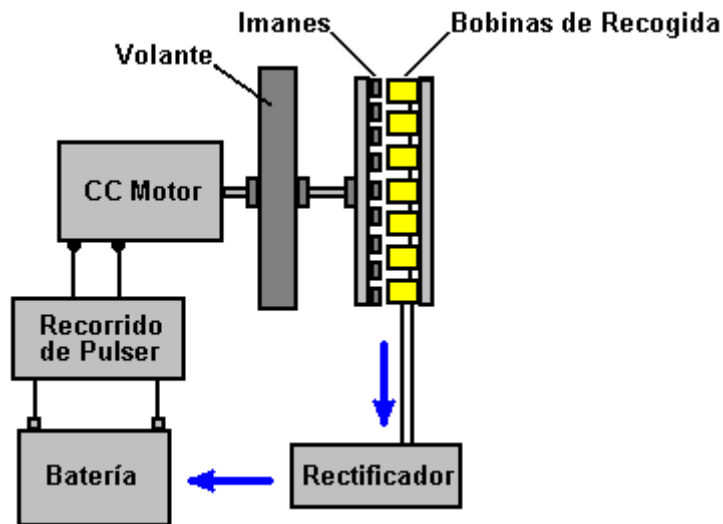 Imanes
Bobinas de Recogida
Volante
CC Motor
Recorrido
de Pulser
Batería
Rectificador